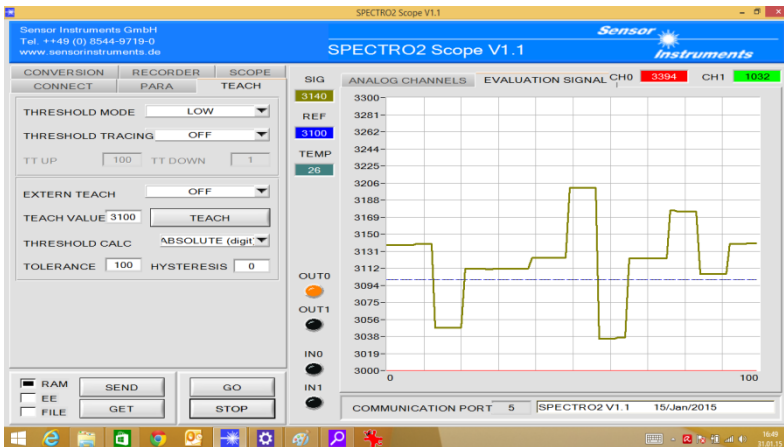 SPECTRO2 Scope V1.1
Sensor Instruments GmbH
Tel. ++49 (0) 8544-9719-0
www.sensorinstruments.de
SPECTRO2 Scope V1.1
Sensor
Instruments
CONVERSION RECORDER SCOPE
CONNECT PARA TEACH
THRESHOLD MODE LOW
THRESHOLD TRACING OFF
TT UP 100 TT DOWN 1
EXTERN TEACH OFF
TEACH VALUE 3100 TEACH
THRESHOLD CALC ABSOLUTE (digit
TOLERANCE 100 HYSTERESIS 0
RAM
EE
FILE
SEND GO
GET STOP
SIG
3140
REF
3100
TEMP
26
OUT0
OUT1
IN0
IN1
ANALOG CHANNELS EVALUATION SIGNAL CH0 3394 CH1 1032
3300
3281
3262
3244
3225
3206
3188
3169
3150
3131
3112
3094
3075
3056
3038
3019
3000
0 100
COMMUNICATION PORT 5 SPECTRO2 V1.1 15/Jan/2015